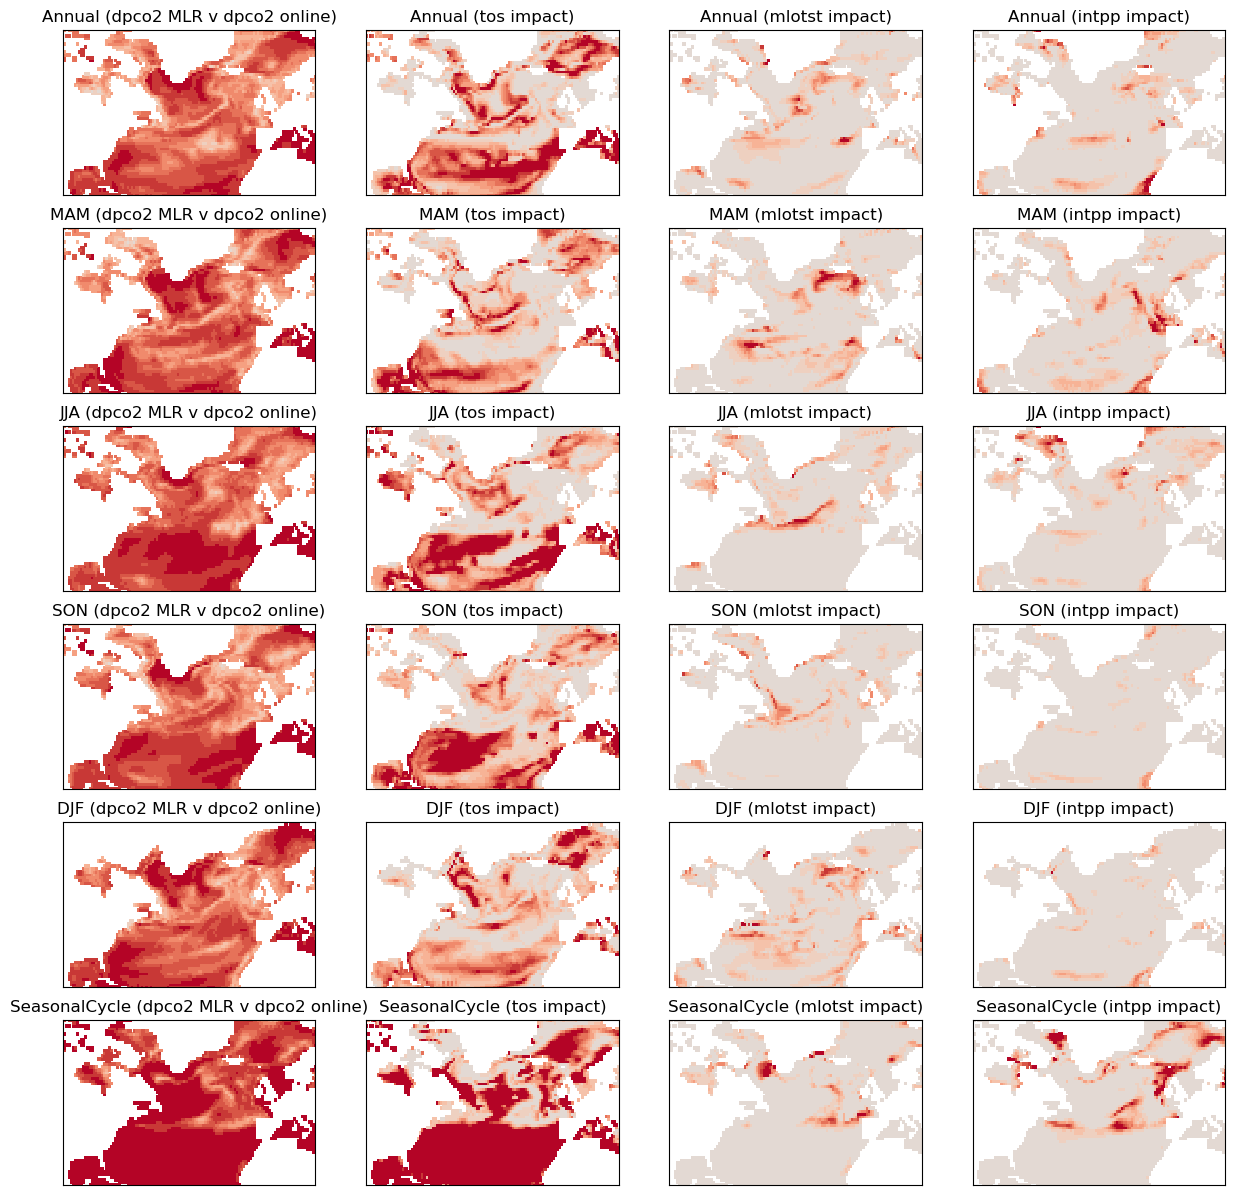 Annual (dpco2 MLR v dpco2 online)
Annual (tos impact)
Annual (mlotst impact)
Annual (intpp impact)
MAM (dpco2 MLR v dpco2 online)
MAM (tos impact)
MAM (mlotst impact)
MAM (intpp impact)
JJA (dpco2 MLR v dpco2 online)
JJA (tos impact)
JJA (mlotst impact)
JJA (intpp impact)
SON (dpco2 MLR v dpco2 online)
SON (tos impact)
SON (mlotst impact)
SON (intpp impact)
DJF (dpco2 MLR v dpco2 online)
DJF (tos impact)
DJF (mlotst impact)
DJF (intpp impact)
SeasonalCycle (dpco2 MLR v dpco2 online)
SeasonalCycle (tos impact)
SeasonalCycle (mlotst impact)
SeasonalCycle (intpp impact)